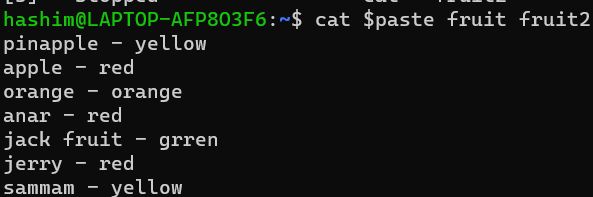 hashim@LAPTOP-AFP8O3F6:~$ cat $paste fruit fruit2
pinapple - yellow
apple - red
orange - orange
anar - red
jack fruit - grren
jerry - red
sammam - yellow